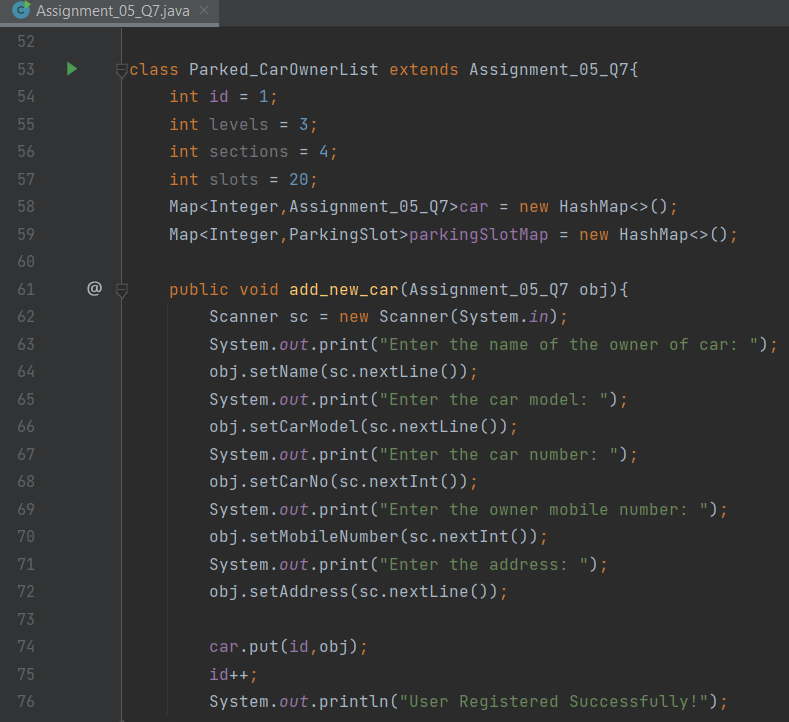 Assignment_05_Q7.java
52
53 class Parked_CarOwnerList extends Assignment_05_Q7{
54 int id = 1;
55 int levels = 3;
56 int sections = 4;
57 int slots = 20;
58 Map<Integer,Assignment_05_Q7>car = new HashMap<>();
59 Map<Integer,ParkingSlot>parkingSlotMap = new HashMap<>();
60
61 @ public void add_new_car(Assignment_05_Q7 obj){
62 Scanner sc = new Scanner(System.in);
63 System.out.print("Enter the name of the owner of car: ");
64 obj.setName(sc.nextLine());
65 System.out.print("Enter the car model: ");
66 obj.setCarModel(sc.nextLine());
67 System.out.print("Enter the car number: ");
68 obj.setCarNo(sc.nextInt());
69 System.out.print("Enter the owner mobile number: ");
70 obj.setMobileNumber(sc.nextInt());
71 System.out.print("Enter the address: ");
72 obj.setAddress(sc.nextLine());
73
74 car.put(id,obj);
75 id++;
76 System.out.println("User Registered Successfully!");